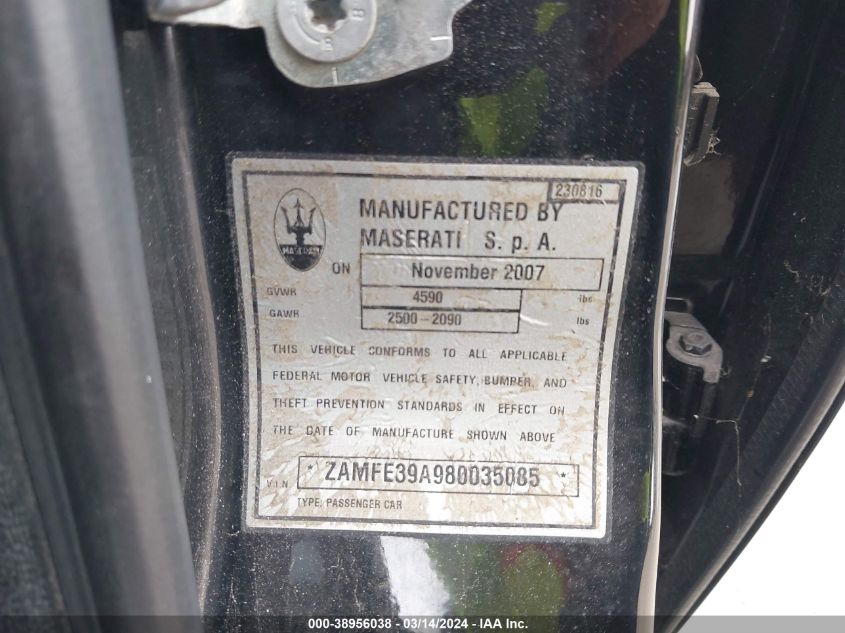 230816
MANUFACTURED BY
MASERATI S. p. A.
MASERATI
ON November 2007
GVWR 4590 lbs
GAWR 2500-2090 lbs
THIS VEHICLE CONFORMS TO ALL APPLICABLE
FEDERAL MOTOR VEHICLE SAFETY, BUMPER, AND
THEFT PREVENTION STANDARDS IN EFFECT ON
THE DATE OF MANUFACTURE SHOWN ABOVE
V.I.N * ZAMFE39A980035085 *
TYPE: PASSENGER CAR
000-38956038 - 03/14/2024 - IAA Inc.